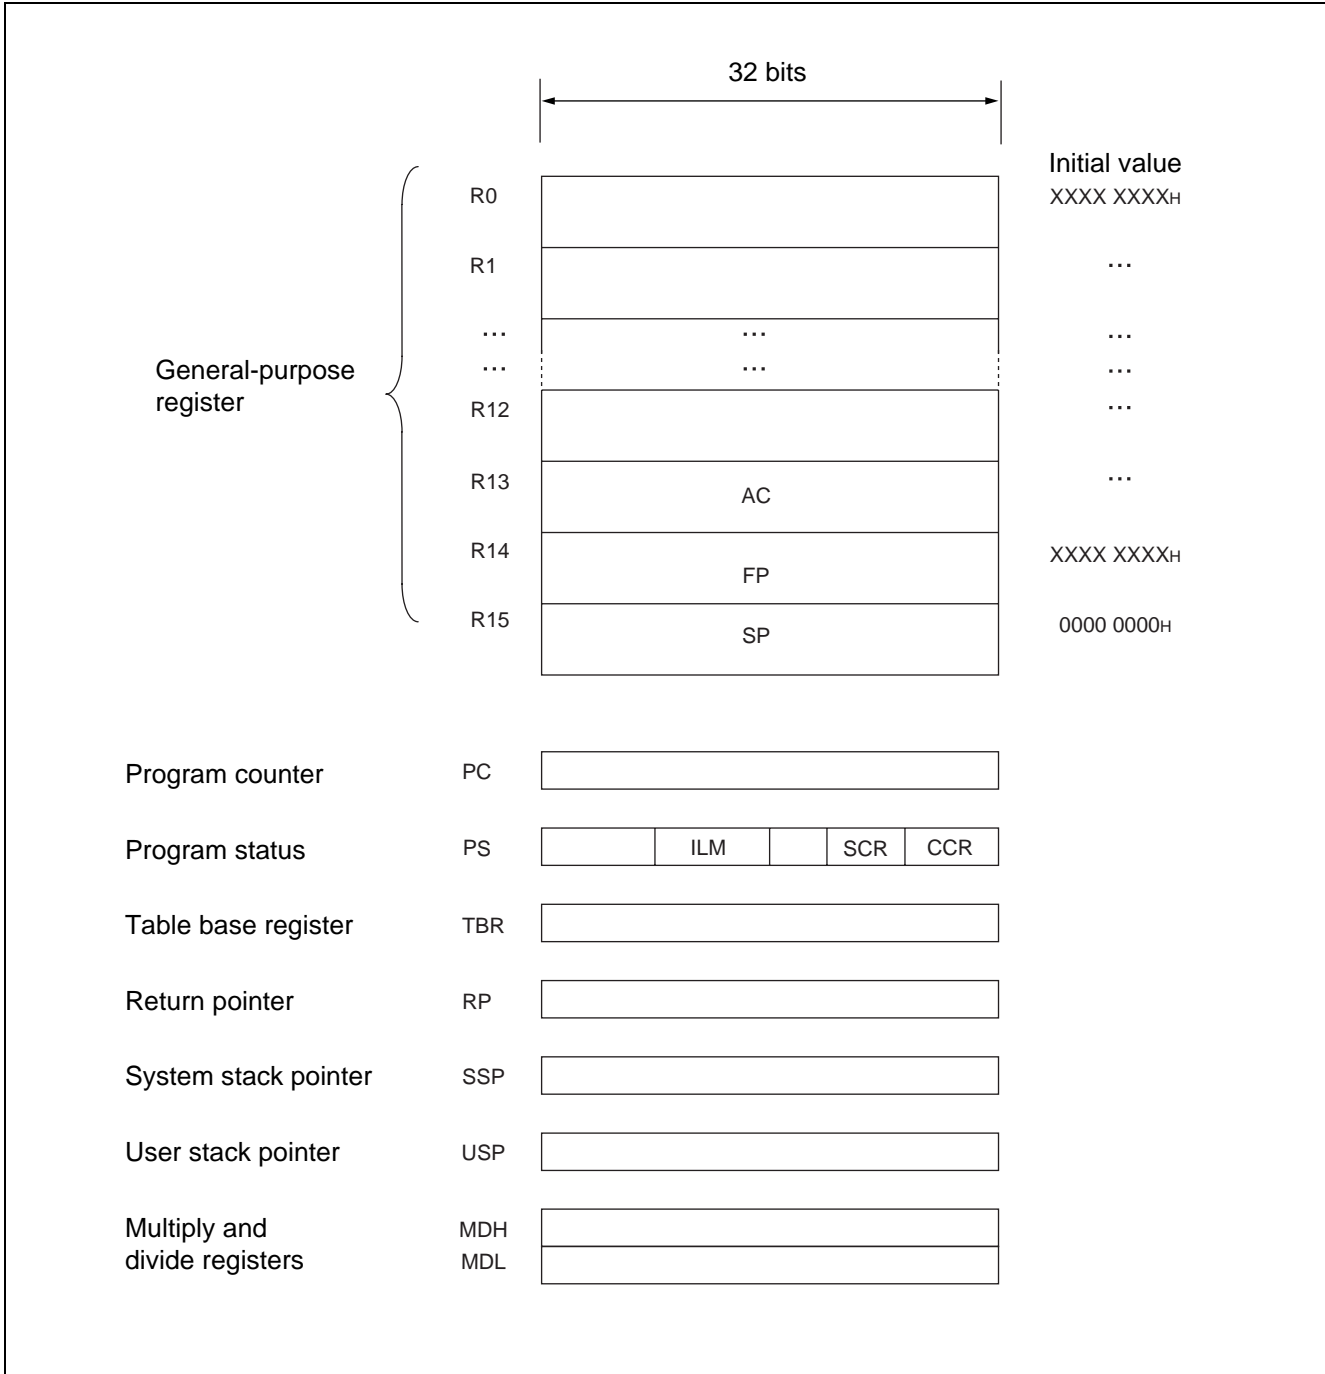 32 bits
Initial value
R0 XXXX XXXXH
R1 ...
... ... ...
... ... ...
General-purpose
register
R12 ...
R13 AC ...
R14 FP XXXX XXXXH
R15 SP 0000 0000H
Program counter PC
Program status PS ILM SCR CCR
Table base register TBR
Return pointer RP
System stack pointer SSP
User stack pointer USP
Multiply and MDH
divide registers MDL